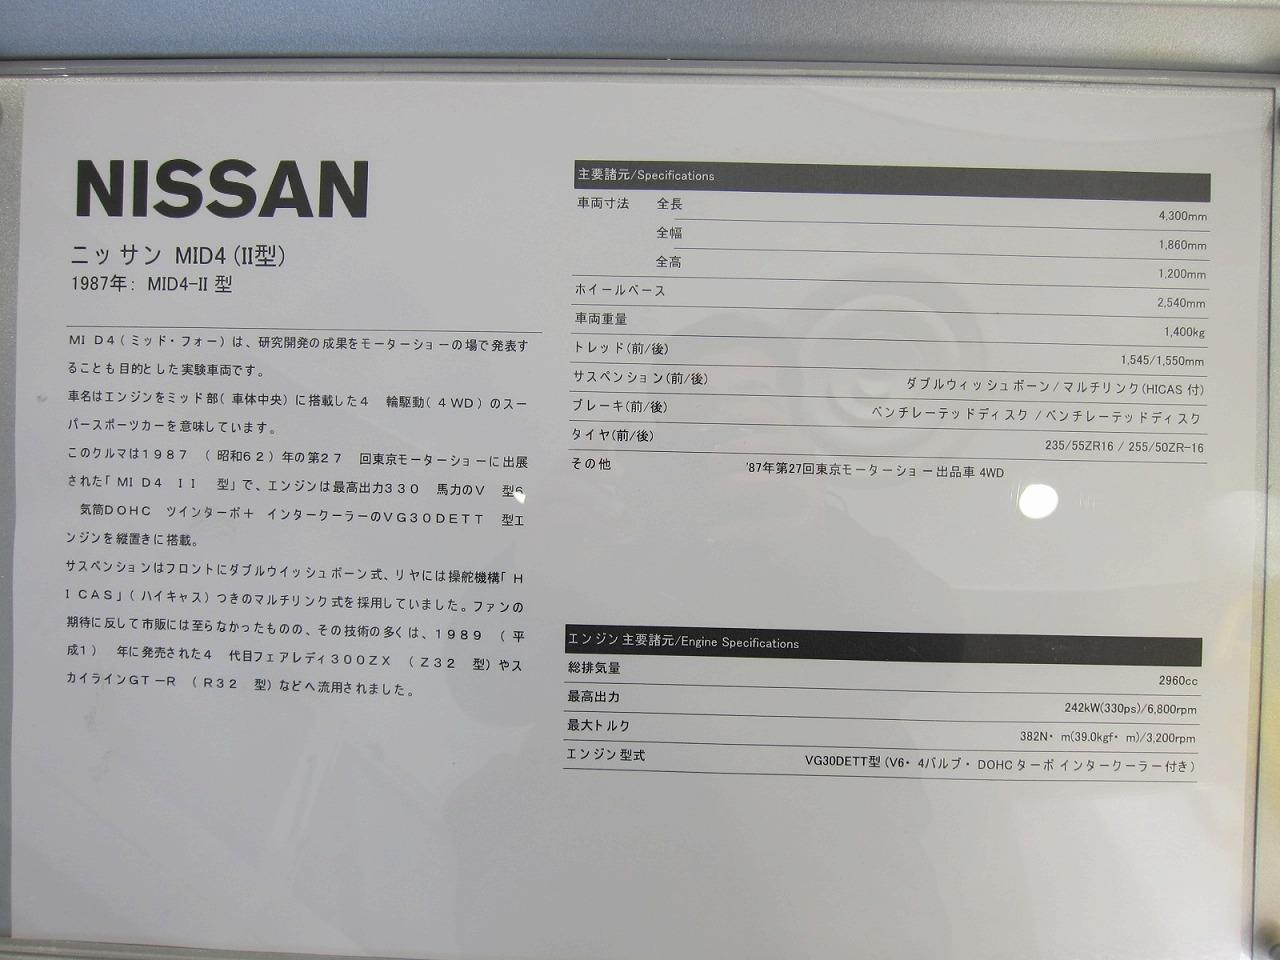 NISSAN
ニッサン MID4 (II型)
1987年: MID4-II 型
MID4(ミッド・フォー)は、研究開発の成果をモーターショーの場で発表す
ることも目的とした実験車両です。
車名はエンジンをミッド部(車体中央)に搭載した4 輪駆動(4WD)のスー
パースポーツカーを意味しています。
このクルマは1987 (昭和62)年の第27 回東京モーターショーに出展
された「MID4 II 型」で、エンジンは最高出力330 馬力のV 型6
気筒DOHC ツインターボ+ インタークーラーのVG30DETT 型エ
ンジンを縦置きに搭載。
サスペンションはフロントにダブルウイッシュボーン式、リヤには操舵機構「H
ICAS」(ハイキャス)つきのマルチリンク式を採用していました。ファンの
期待に反して市販には至らなかったものの、その技術の多くは、1989 (平
成1) 年に発売された4 代目フェアレディ300ZX (Z32 型)やス
カイラインGT-R (R32 型)などへ流用されました。
主要諸元/Specifications
車両寸法 全長 4,300mm
全幅 1,860mm
全高 1,200mm
ホイールベース 2,540mm
車両重量 1,400kg
トレッド(前/後) 1,545/1,550mm
サスペンション(前/後) ダブルウィッシュボーン/マルチリンク(HICAS 付)
ブレーキ(前/後) ベンチレーテッドディスク / ベンチレーテッドディスク
タイヤ(前/後) 235/55ZR16 / 255/50ZR-16
その他 '87年第27回東京モーターショー出品車 4WD
エンジン主要諸元/Engine Specifications
総排気量 2960cc
最高出力 242kW(330ps)/6,800rpm
最大トルク 382N・m(39.0kgf・m)/3,200rpm
エンジン型式 VG30DETT型 (V6・4バルブ・DOHCターボ インタークーラー付き)